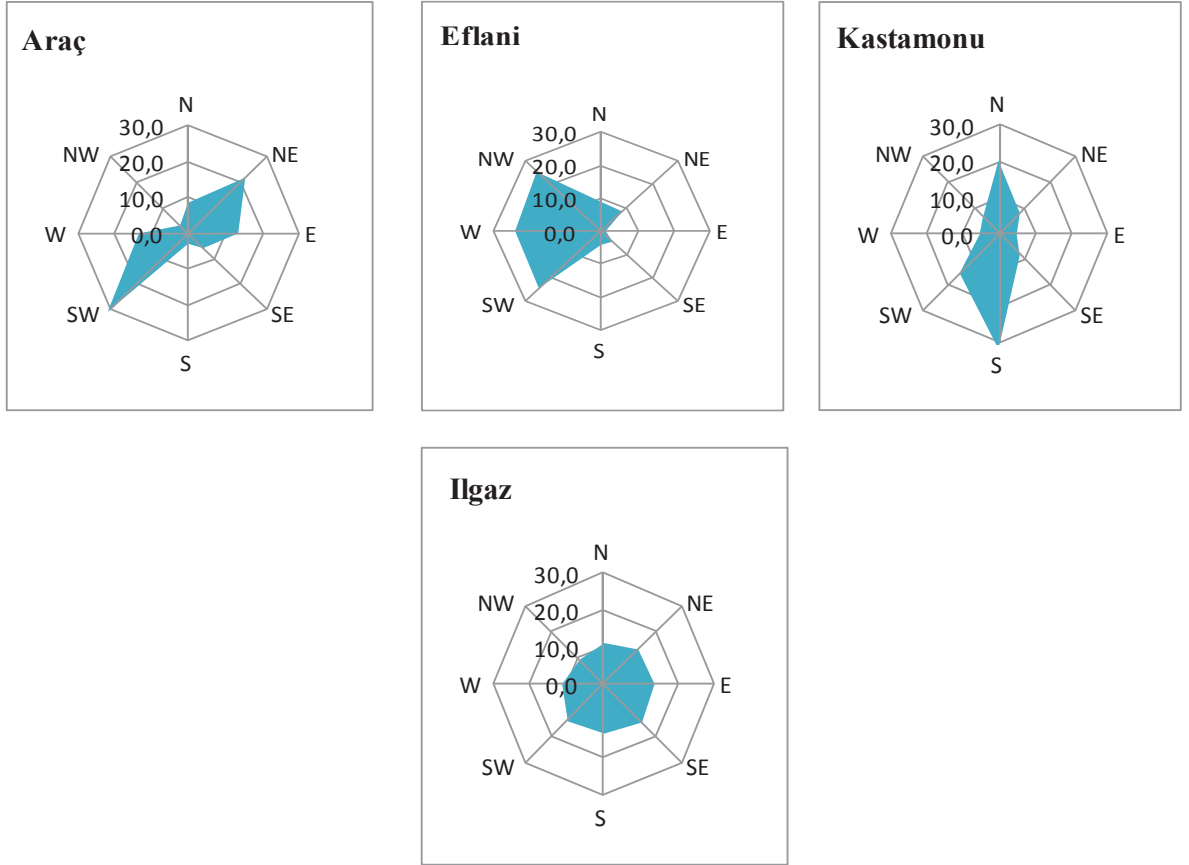 Araç
N
30,0
NW
NE
20,0
10,0
W
0,0
E
SW
SE
S
Eflani
N
30,0
NW
NE
20,0
10,0
W
0,0
E
SW
SE
S
Kastamonu
N
30,0
NW
NE
20,0
10,0
W
0,0
E
SW
SE
S
Ilgaz
N
30,0
NW
NE
20,0
10,0
W
0,0
E
SW
SE
S